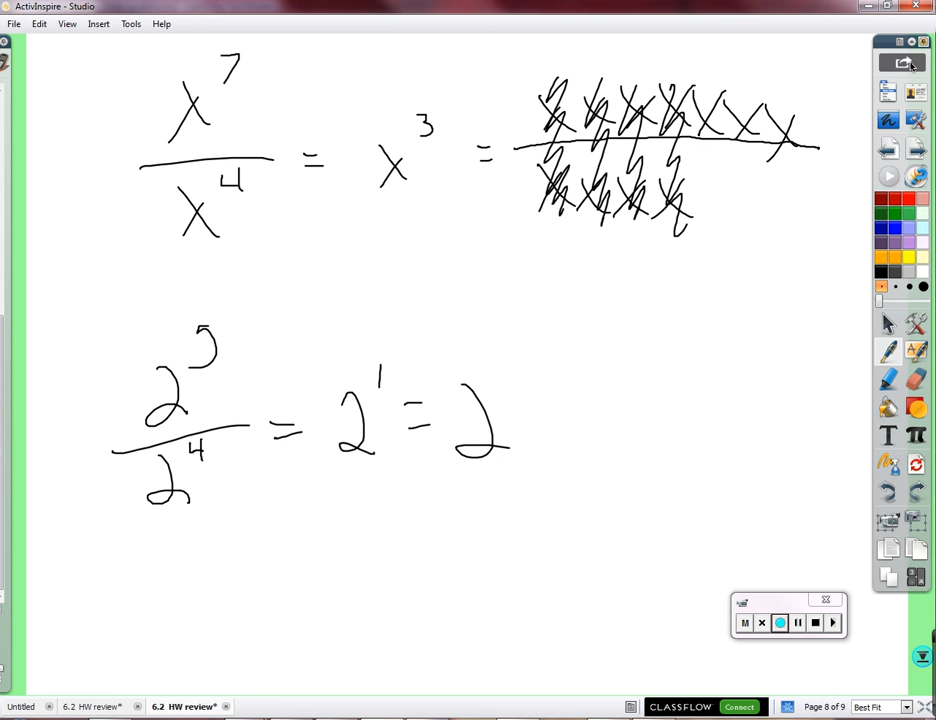 ActivInspire - Studio
File Edit View Insert Tools Help
x^7 / x^4 = x^3 = xxxxxxx / xxxx
2^5 / 2^4 = 2^1 = 2
M
Untitled 6.2 HW review* 6.2 HW review* CLASSFLOW Connect Page 8 of 9 Best Fit